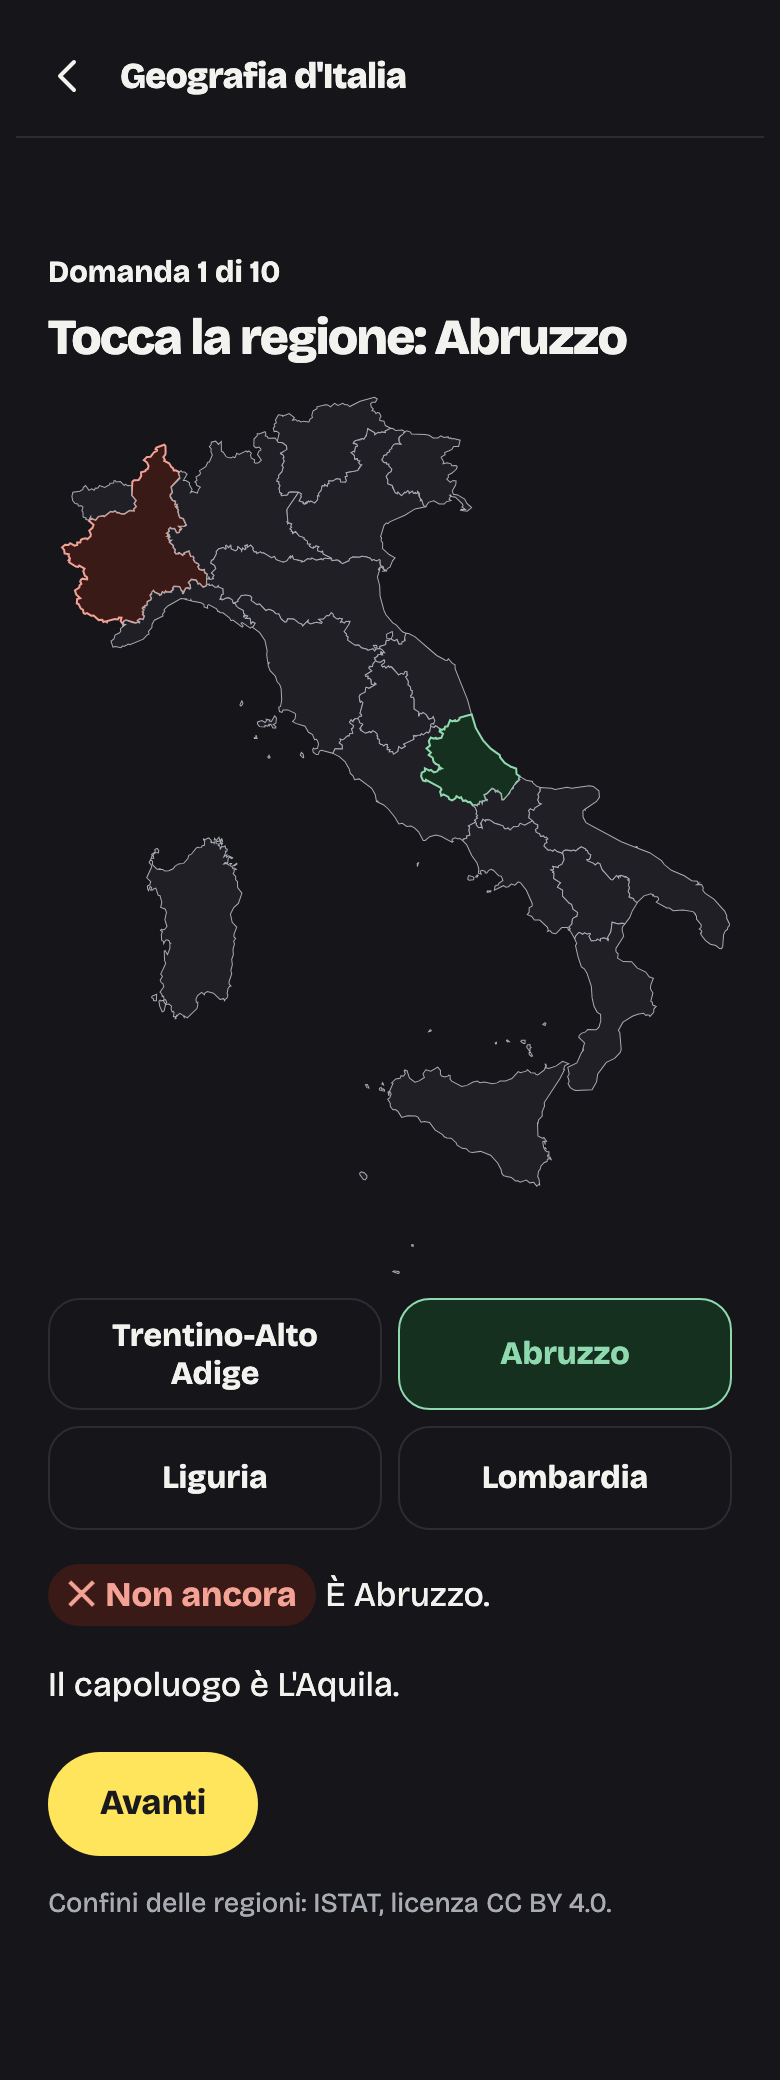 Geografia d'Italia
Domanda 1 di 10
Tocca la regione: Abruzzo
Trentino-Alto
Adige
Abruzzo
Liguria
Lombardia
Non ancora È Abruzzo.
Il capoluogo è L'Aquila.
Avanti
Confini delle regioni: ISTAT, licenza CC BY 4.0.